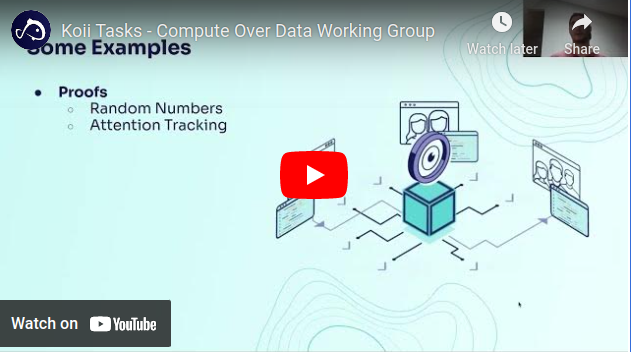 Koii Tasks - Compute Over Data Working Group
Watch later
Share
Some Examples
● Proofs
○ Random Numbers
○ Attention Tracking
Watch on YouTube